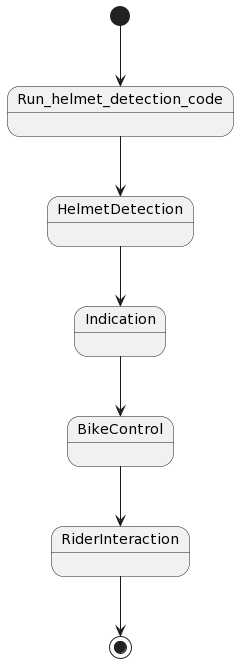 Run_helmet_detection_code
HelmetDetection
Indication
BikeControl
RiderInteraction